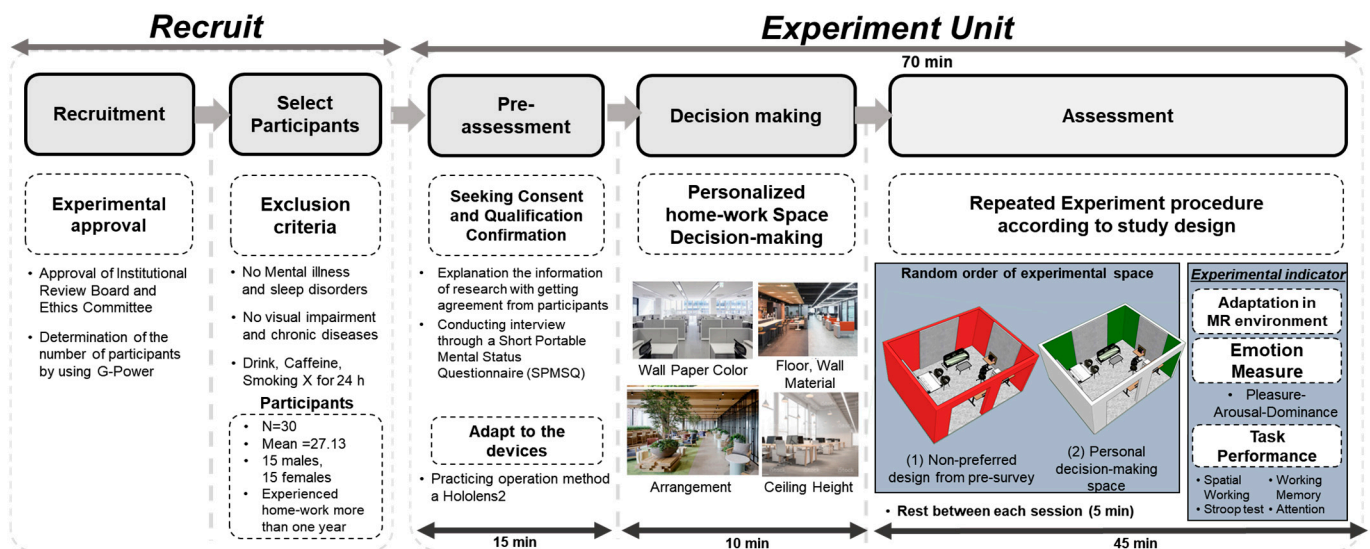 Recruit
Experiment Unit
70 min
Recruitment
Select
Participants
Pre-
assessment
Decision making
Assessment
Experimental
approval
• Approval of Institutional
Review Board and
Ethics Committee
• Determination of the
number of participants
by using G-Power
Exclusion
criteria
• No Mental illness
and sleep disorders
• No visual impairment
and chronic diseases
• Drink, Caffeine,
Smoking X for 24 h
Participants
• N=30
• Mean =27.13
• 15 males,
15 females
• Experienced
home-work more
than one year
Seeking Consent
and Qualification
Confirmation
• Explanation the information
of research with getting
agreement from participants
• Conducting interview
through a Short Portable
Mental Status
Questionnaire (SPMSQ)
Adapt to the
devices
• Practicing operation method
a Hololens2
15 min
Personalized
home-work Space
Decision-making
Wall Paper Color
Floor, Wall
Material
Arrangement
Ceiling Height
10 min
Repeated Experiment procedure
according to study design
Random order of experimental space
(1) Non-preferred
design from pre-survey
(2) Personal
decision-making
space
• Rest between each session (5 min)
Experimental indicator
Adaptation in
MR environment
Emotion
Measure
• Pleasure-
Arousal-Dominance
Task
Performance
• Spatial
Working
• Stroop test
• Working
Memory
• Attention
45 min